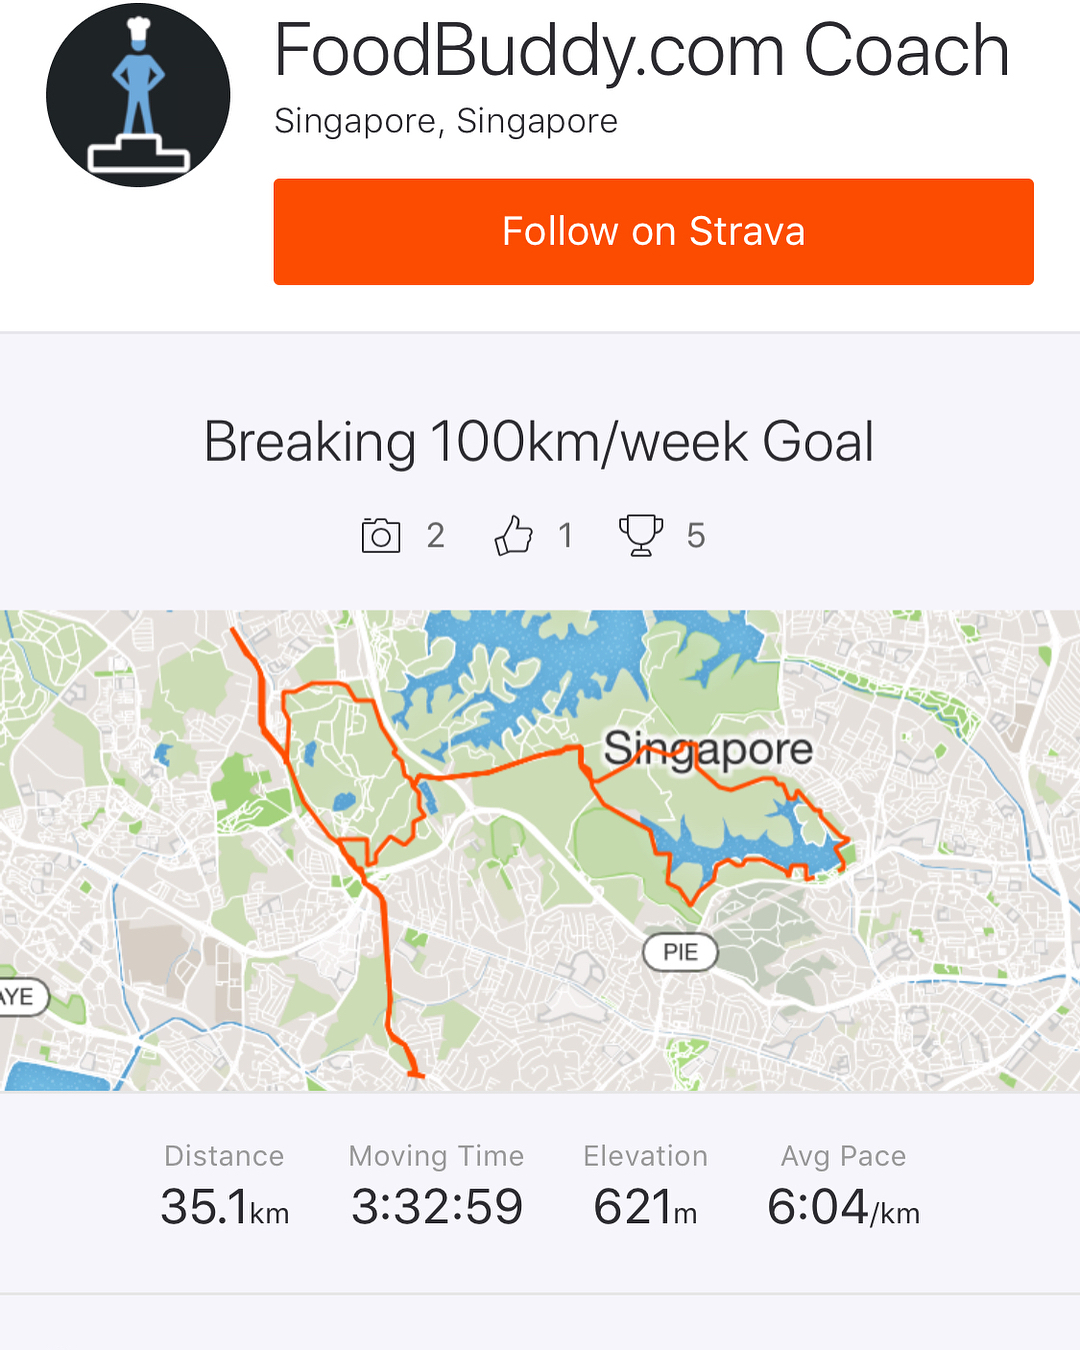 FoodBuddy.com Coach
Singapore, Singapore
Follow on Strava
Breaking 100km/week Goal
2 1 5
Singapore
PIE
AYE
Distance Moving Time Elevation Avg Pace
35.1km 3:32:59 621m 6:04/km